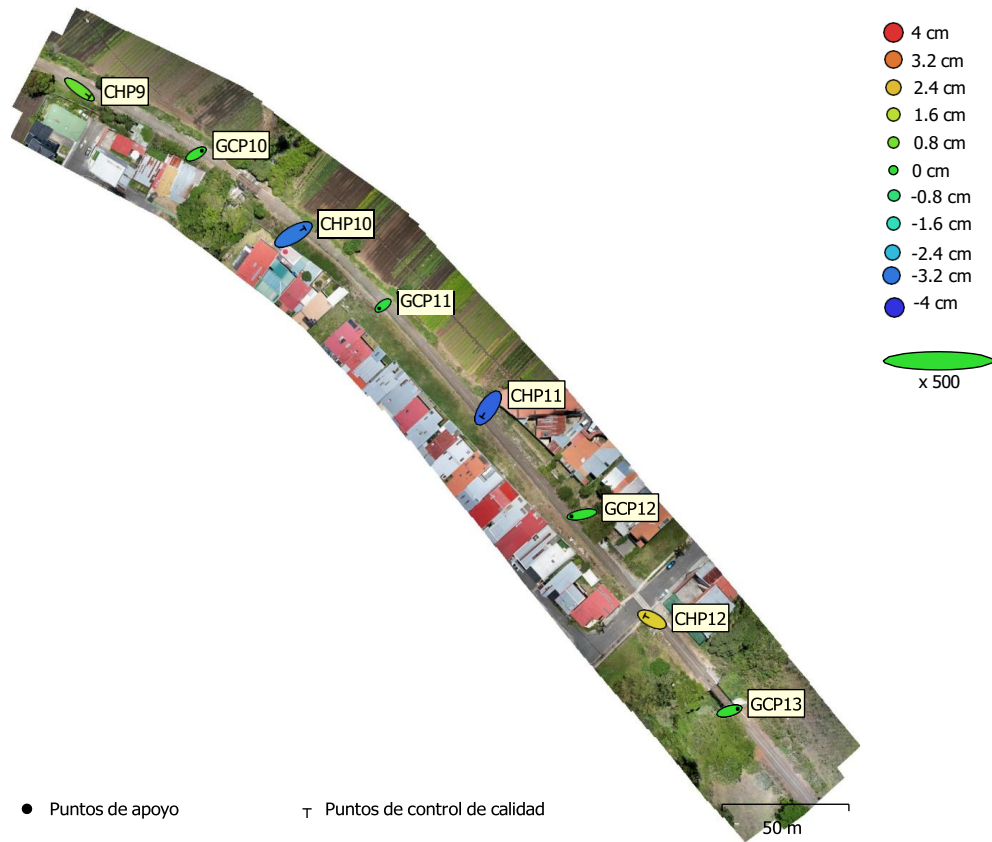 4 cm
3.2 cm
2.4 cm
1.6 cm
0.8 cm
0 cm
-0.8 cm
-1.6 cm
-2.4 cm
-3.2 cm
-4 cm
x 500
CHP9
GCP10
CHP10
GCP11
CHP11
GCP12
CHP12
GCP13
Puntos de apoyo
Puntos de control de calidad
50 m